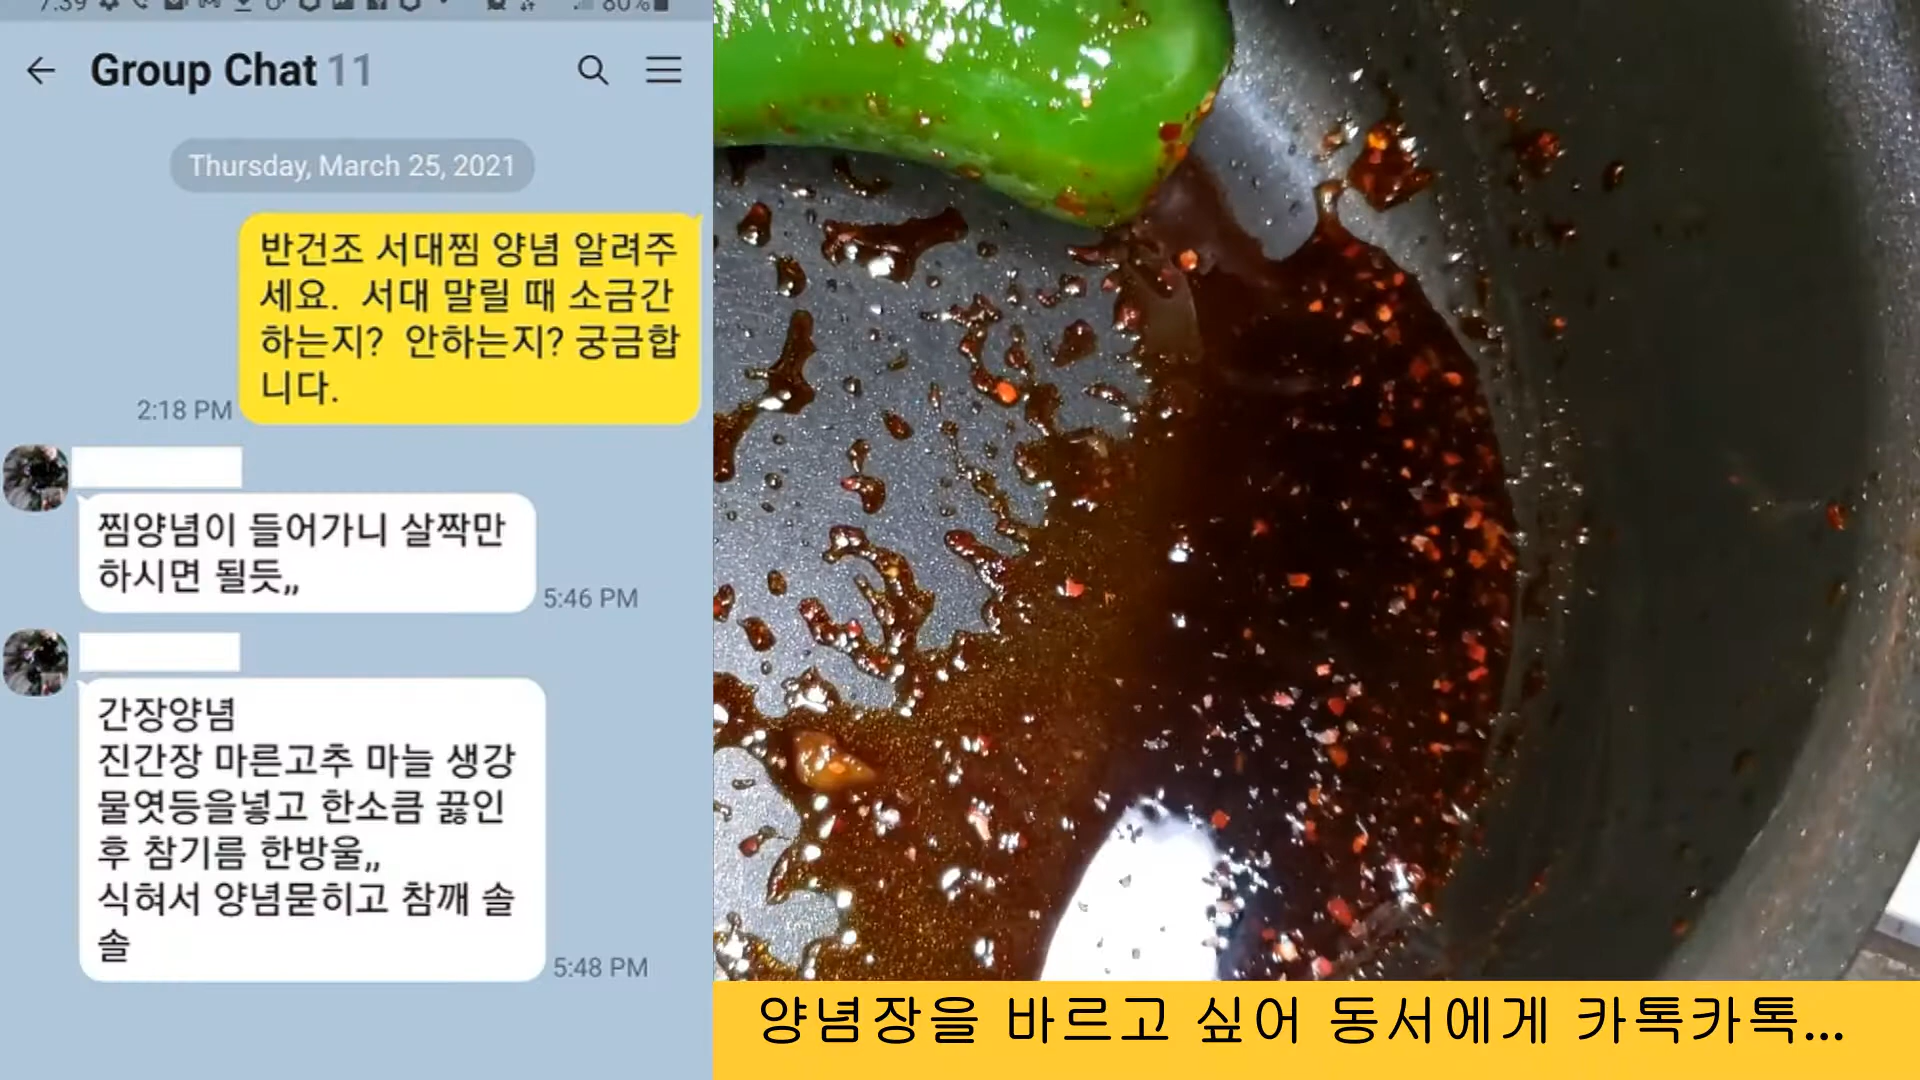 7:39
80%
Group Chat 11
Thursday, March 25, 2021
반건조 서대찜 양념 알려주
세요. 서대 말릴 때 소금간
하는지? 안하는지? 궁금합
니다.
2:18 PM
찜양념이 들어가니 살짝만
하시면 될듯,,
5:46 PM
간장양념
진간장 마른고추 마늘 생강
물엿등을넣고 한소큼 끓인
후 참기름 한방울,,
식혀서 양념묻히고 참깨 솔
솔
5:48 PM
양념장을 바르고 싶어 동서에게 카톡카톡...